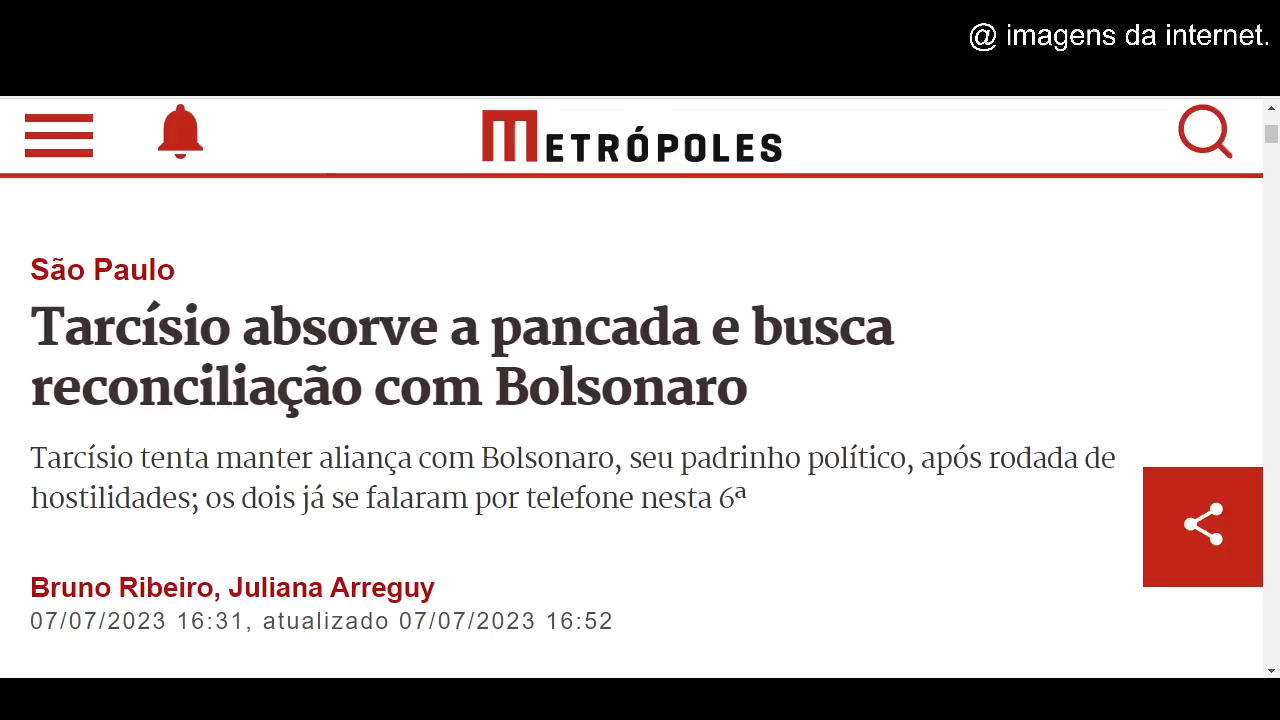 @ imagens da internet.
METRÓPOLES
São Paulo
Tarcísio absorve a pancada e busca
reconciliação com Bolsonaro
Tarcísio tenta manter aliança com Bolsonaro, seu padrinho político, após rodada de
hostilidades; os dois já se falaram por telefone nesta 6ª
Bruno Ribeiro, Juliana Arreguy
07/07/2023 16:31, atualizado 07/07/2023 16:52